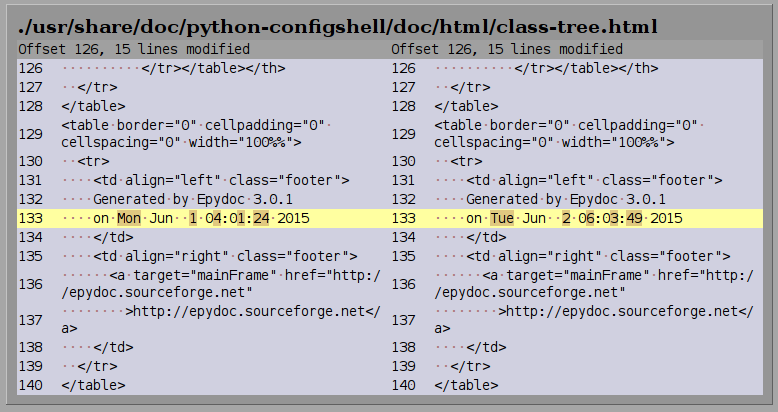 ./usr/share/doc/python-configshell/doc/html/class-tree.html
Offset 126, 15 lines modified Offset 126, 15 lines modified
126 ··········</tr></table></th> 126 ··········</tr></table></th>
127 ··</tr> 127 ··</tr>
128 </table> 128 </table>
129 <table·border="0"·cellpadding="0"· 129 <table·border="0"·cellpadding="0"·
cellspacing="0"·width="100%%"> cellspacing="0"·width="100%%">
130 ··<tr> 130 ··<tr>
131 ····<td·align="left"·class="footer"> 131 ····<td·align="left"·class="footer">
132 ····Generated·by·Epydoc·3.0.1 132 ····Generated·by·Epydoc·3.0.1
133 ····on·Mon·Jun··1·04:01:24·2015 133 ····on·Tue·Jun··2·06:03:49·2015
134 ····</td> 134 ····</td>
135 ····<td·align="right"·class="footer"> 135 ····<td·align="right"·class="footer">
136 ······<a·target="mainFrame"·href="http:/ 136 ······<a·target="mainFrame"·href="http:/
/epydoc.sourceforge.net" /epydoc.sourceforge.net"
137 ········>http://epydoc.sourceforge.net</ 137 ········>http://epydoc.sourceforge.net</
a> a>
138 ····</td> 138 ····</td>
139 ··</tr> 139 ··</tr>
140 </table> 140 </table>